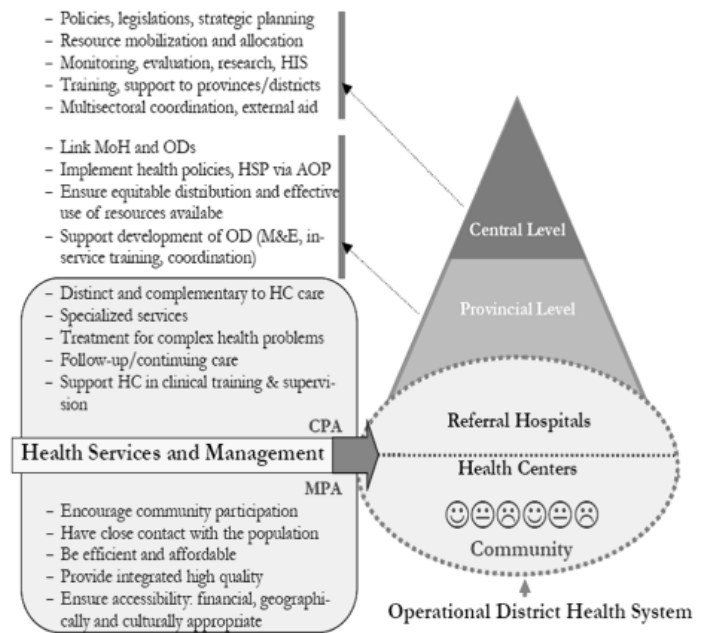 – Policies, legislations, strategic planning
– Resource mobilization and allocation
– Monitoring, evaluation, research, HIS
– Training, support to provinces/districts
– Multisectoral coordination, external aid
– Link MoH and ODs
– Implement health policies, HSP via AOP
– Ensure equitable distribution and effective
use of resources availabe
– Support development of OD (M&E, in-
service training, coordination)
– Distinct and complementary to HC care
– Specialized services
– Treatment for complex health problems
– Follow-up/continuing care
– Support HC in clinical training & supervi-
sion
CPA
Health Services and Management
MPA
– Encourage community participation
– Have close contact with the population
– Be efficient and affordable
– Provide integrated high quality
– Ensure accessibility: financial, geographi-
cally and culturally appropriate
Central Level
Provincial Level
Referral Hospitals
Health Centers
Community
Operational District Health System